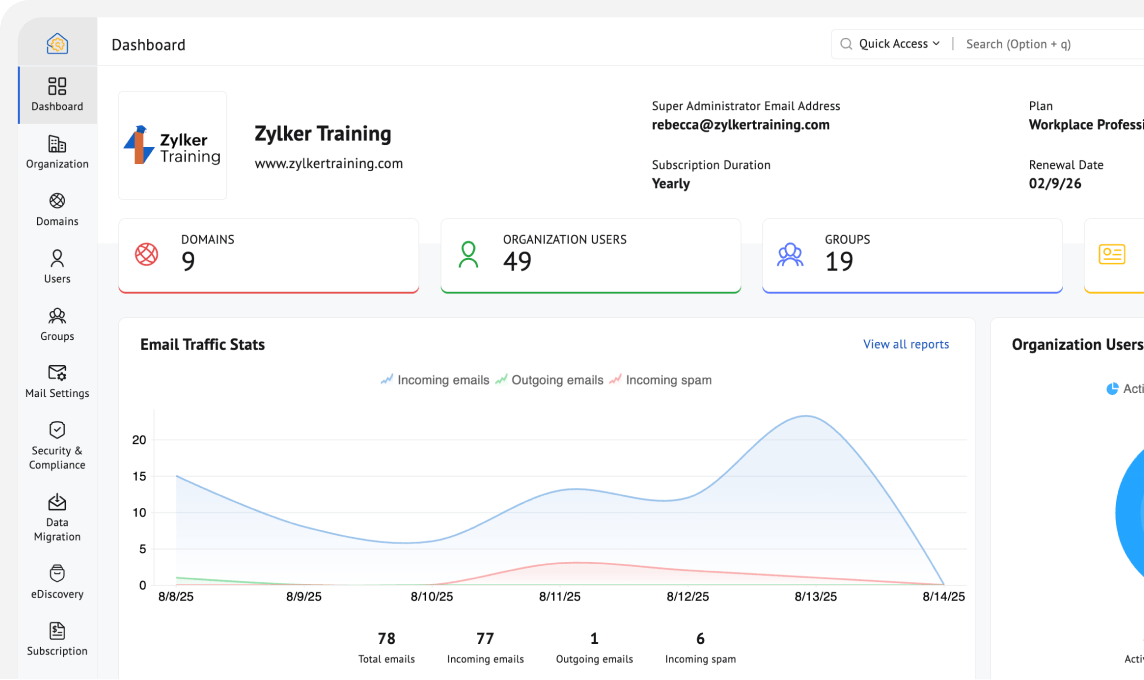 Dashboard
Quick Access
Search (Option + q)
Dashboard
Organization
Domains
Users
Groups
Mail Settings
Security &
Compliance
Data
Migration
eDiscovery
Subscription
Zylker
Training
Zylker Training
www.zylkertraining.com
Super Administrator Email Address
rebecca@zylkertraining.com
Subscription Duration
Yearly
Plan
Workplace Professi
Renewal Date
02/9/26
DOMAINS
9
ORGANIZATION USERS
49
GROUPS
19
Email Traffic Stats
View all reports
Incoming emails Outgoing emails Incoming spam
20
15
10
5
0
8/8/25 8/9/25 8/10/25 8/11/25 8/12/25 8/13/25 8/14/25
78 77 1 6
Total emails Incoming emails Outgoing emails Incoming spam
Organization Users
Acti
Activ